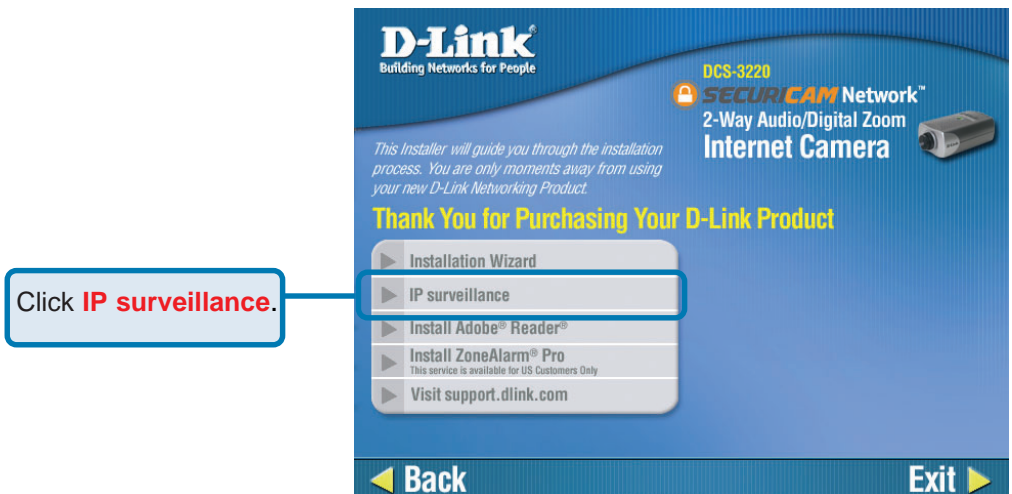 D-Link®
Building Networks for People
DCS-3220
SECURICAM Network™
2-Way Audio/Digital Zoom
Internet Camera
This Installer will guide you through the installation
process. You are only moments away from using
your new D-Link Networking Product.
Thank You for Purchasing Your D-Link Product
Installation Wizard
Click IP surveillance.
IP surveillance
Install Adobe® Reader®
Install ZoneAlarm® Pro
This service is available for US Customers Only
Visit support.dlink.com
Back
Exit